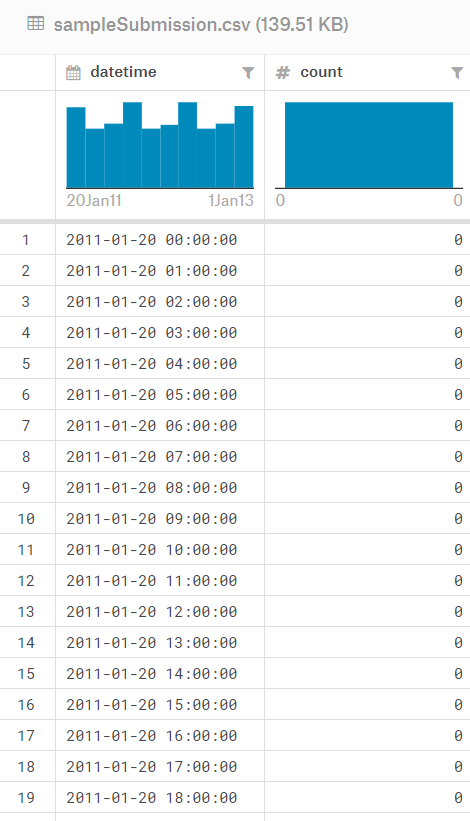 sampleSubmission.csv (139.51 KB)
datetime # count
20Jan11 1Jan13 0 0
1 2011-01-20 00:00:00 0
2 2011-01-20 01:00:00 0
3 2011-01-20 02:00:00 0
4 2011-01-20 03:00:00 0
5 2011-01-20 04:00:00 0
6 2011-01-20 05:00:00 0
7 2011-01-20 06:00:00 0
8 2011-01-20 07:00:00 0
9 2011-01-20 08:00:00 0
10 2011-01-20 09:00:00 0
11 2011-01-20 10:00:00 0
12 2011-01-20 11:00:00 0
13 2011-01-20 12:00:00 0
14 2011-01-20 13:00:00 0
15 2011-01-20 14:00:00 0
16 2011-01-20 15:00:00 0
17 2011-01-20 16:00:00 0
18 2011-01-20 17:00:00 0
19 2011-01-20 18:00:00 0